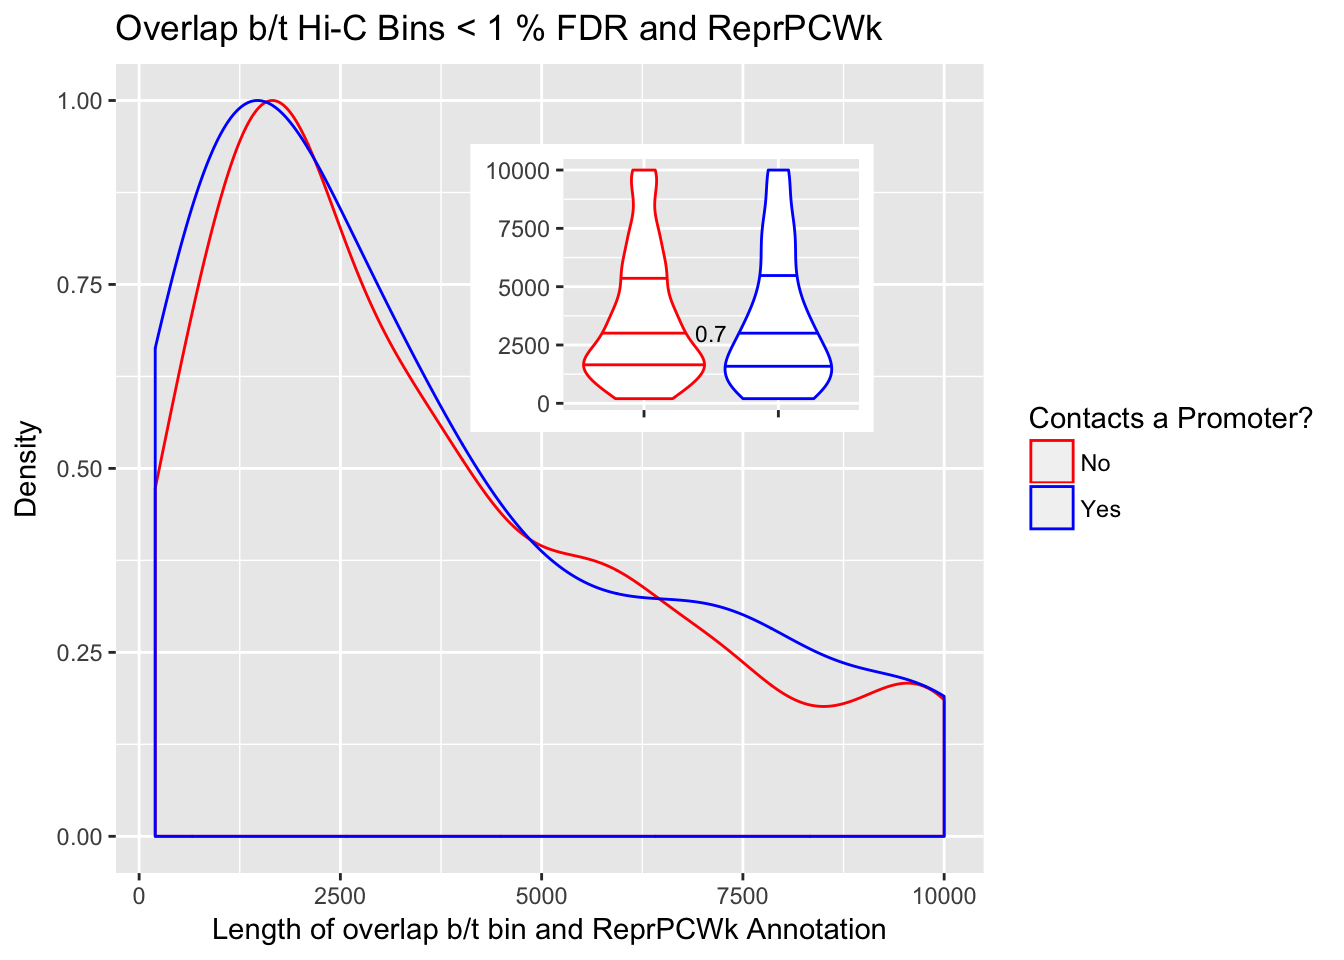 Overlap b/t Hi-C Bins < 1 % FDR and ReprPCWk
1.00
0.75
0.50
0.25
0.00
Density
10000
7500
5000
2500
0
0.7
0 2500 5000 7500 10000
Length of overlap b/t bin and ReprPCWk Annotation
Contacts a Promoter?
No
Yes